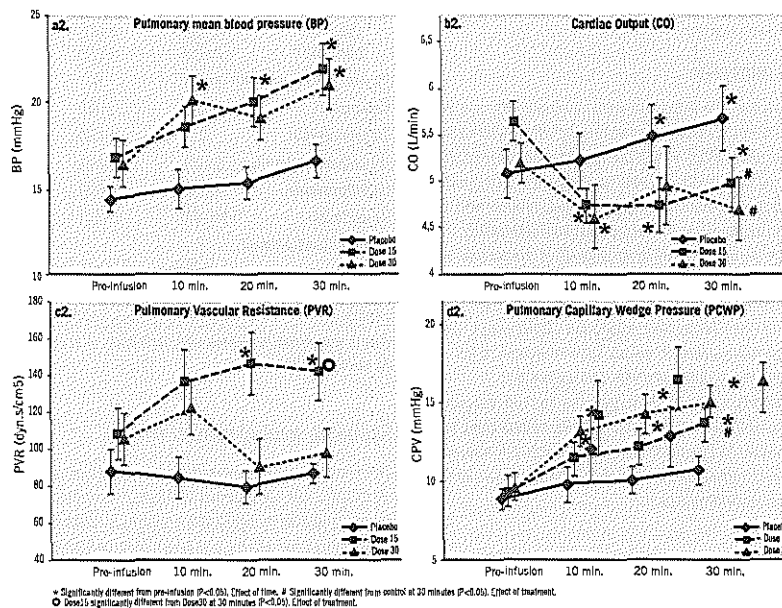 a2. Pulmonary mean blood pressure (BP)
BP (mmHg)
25
20
15
10
* * * *
Placebo
Dose 15
Dose 30
Pre-infusion 10 min. 20 min. 30 min.
b2. Cardiac Output (CO)
CO (L/min)
6,5
6
5,5
5
4,5
4
* * * * * * # #
Placebo
Dose 15
Dose 30
Pre-infusion 10 min. 20 min. 30 min.
c2. Pulmonary Vascular Resistance (PVR)
PVR (dyn.s/cm5)
180
160
140
120
100
80
60
40
* *
Placebo
Dose 15
Dose 30
Pre-infusion 10 min. 20 min. 30 min.
d2. Pulmonary Capillary Wedge Pressure (PCWP)
CPV (mmHg)
20
15
10
5
* * * * * * #
Placebo
Dose
Dose 30
Pre-infusion 10 min. 20 min. 30 min.
* Significantly different from pre-infusion (P<0.05). Effect of time. # Significantly different from control at 30 minutes (P<0.05). Effect of treatment.
O Dose15 significantly different from Dose30 at 30 minutes (P<0.05). Effect of treatment.